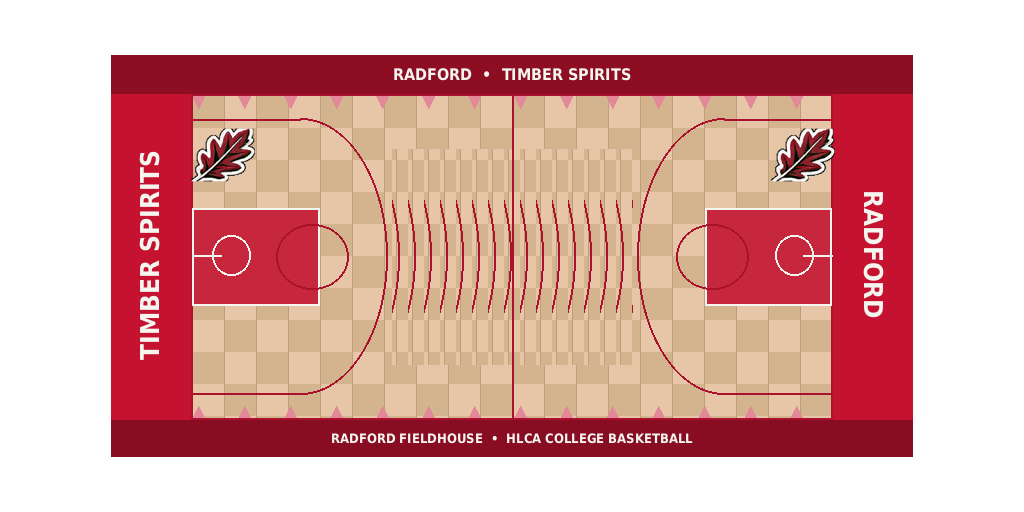 RADFORD • TIMBER SPIRITS
TIMBER SPIRITS
RADFORD
RADFORD FIELDHOUSE • HLCA COLLEGE BASKETBALL